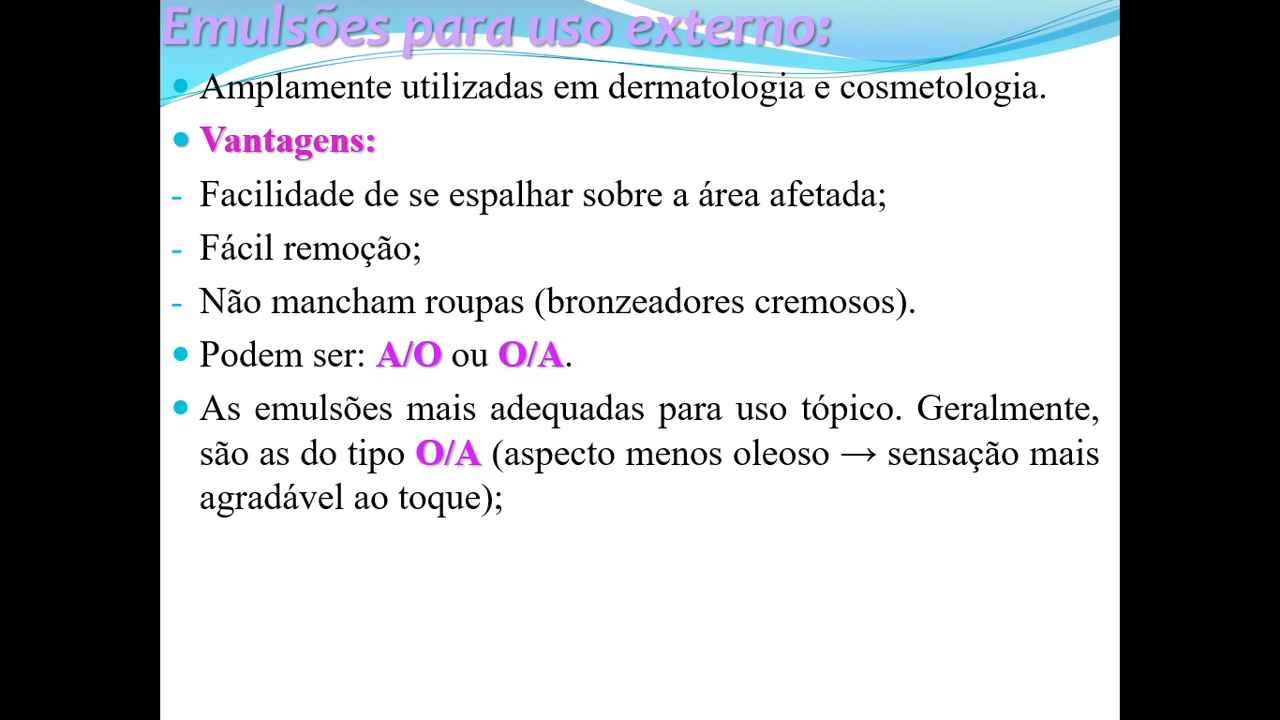 Emulsões para uso externo:
• Amplamente utilizadas em dermatologia e cosmetologia.
• Vantagens:
- Facilidade de se espalhar sobre a área afetada;
- Fácil remoção;
- Não mancham roupas (bronzeadores cremosos).
• Podem ser: A/O ou O/A.
• As emulsões mais adequadas para uso tópico. Geralmente,
são as do tipo O/A (aspecto menos oleoso → sensação mais
agradável ao toque);